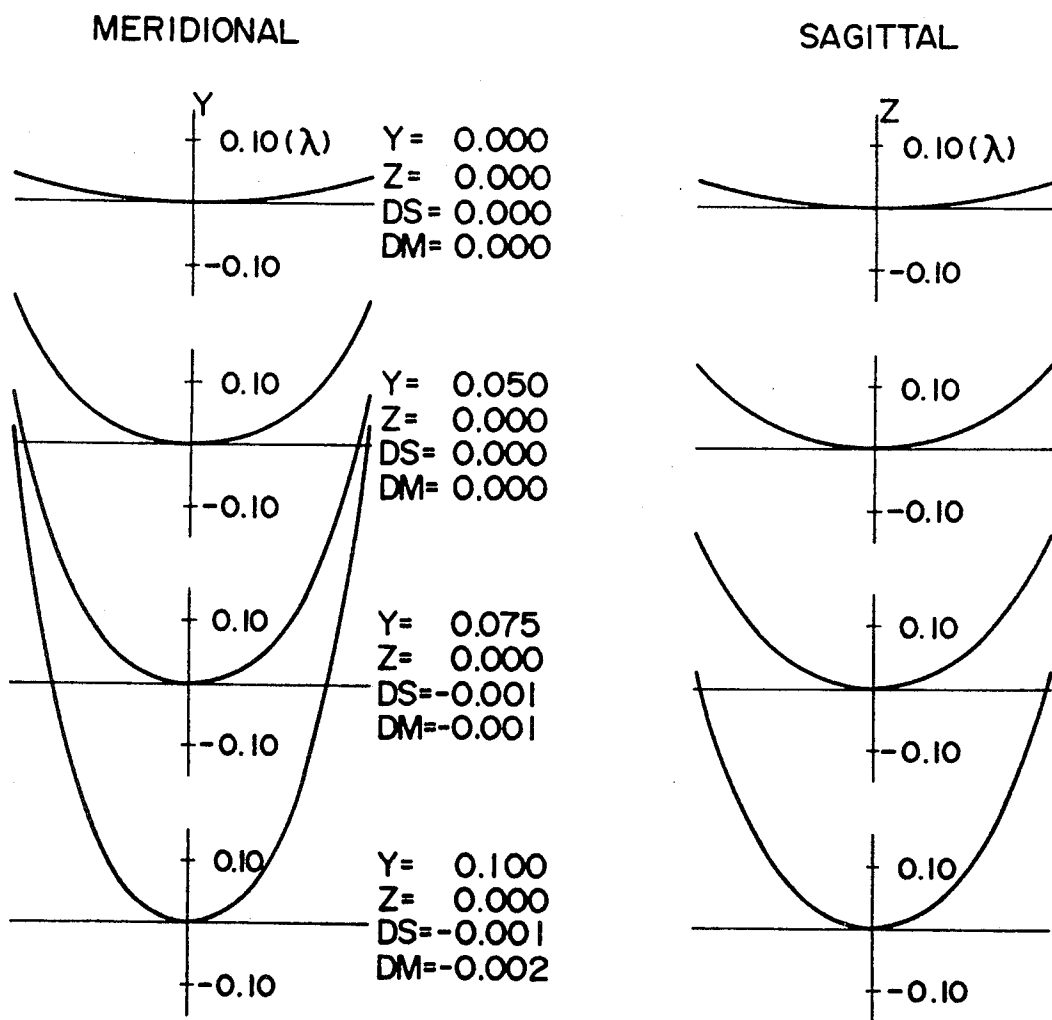 MERIDIONAL
SAGITTAL
Y
0.10 (λ)
-0.10
Y= 0.000
Z= 0.000
DS= 0.000
DM= 0.000
Z
0.10 (λ)
-0.10
0.10
-0.10
Y= 0.050
Z= 0.000
DS= 0.000
DM= 0.000
0.10
-0.10
0.10
-0.10
Y= 0.075
Z= 0.000
DS=-0.001
DM=-0.001
0.10
-0.10
0.10
-0.10
Y= 0.100
Z= 0.000
DS=-0.001
DM=-0.002
0.10
-0.10